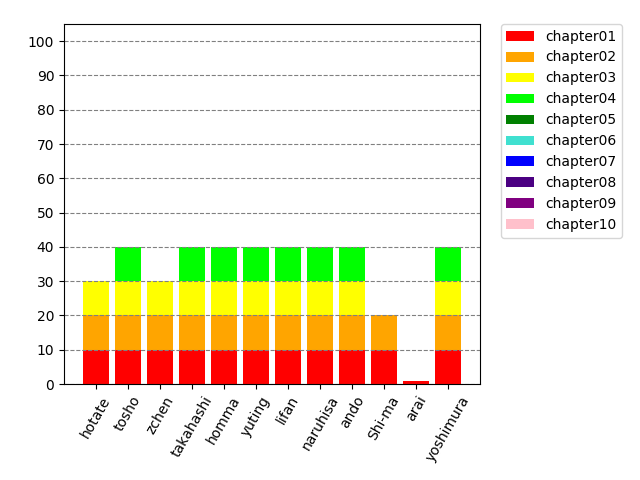 100
90
80
70
60
50
40
30
20
10
0
hotate
tosho
zchen
takahashi
homma
yuting
lifan
naruhisa
ando
Shi-ma
arai
yoshimura
chapter01
chapter02
chapter03
chapter04
chapter05
chapter06
chapter07
chapter08
chapter09
chapter10